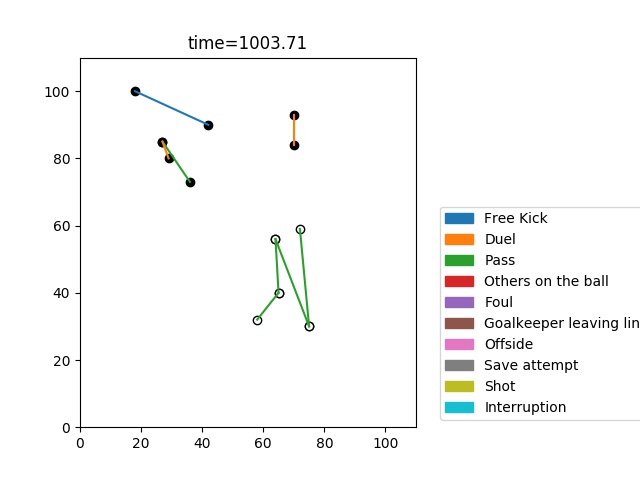 time=1003.71
100
80
60
40
20
0
0 20 40 60 80 100
Free Kick
Duel
Pass
Others on the ball
Foul
Goalkeeper leaving lin
Offside
Save attempt
Shot
Interruption